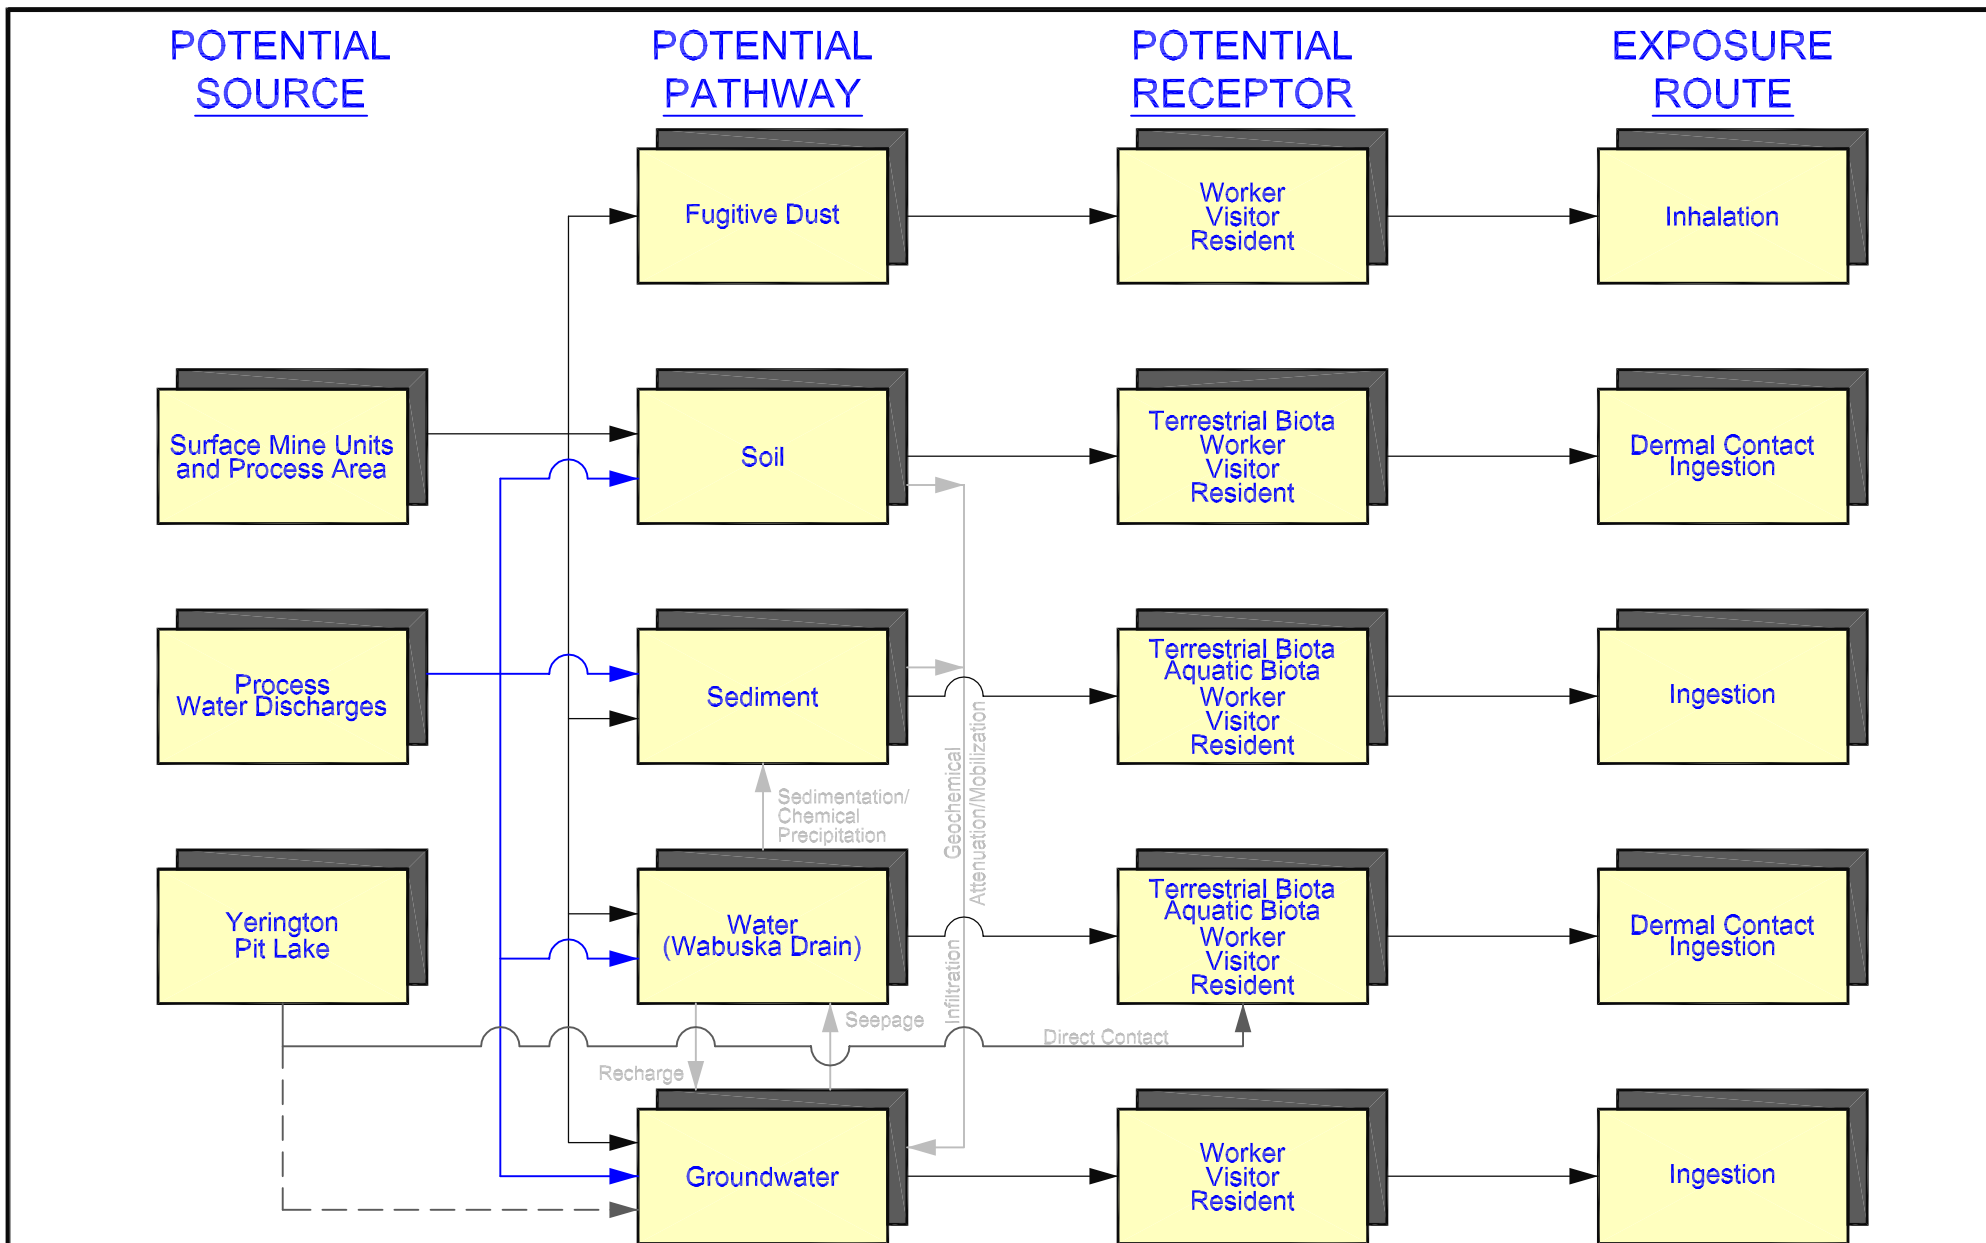 POTENTIAL
SOURCE
POTENTIAL
PATHWAY
POTENTIAL
RECEPTOR
EXPOSURE
ROUTE
Fugitive Dust
Worker
Visitor
Resident
Inhalation
Surface Mine Units
and Process Area
Soil
Terrestrial Biota
Worker
Visitor
Resident
Dermal Contact
Ingestion
Process
Water Discharges
Sediment
Terrestrial Biota
Aquatic Biota
Worker
Visitor
Resident
Ingestion
Sedimentation/
Chemical
Precipitation
Geochemical
Attenuation/Mobilization
Yerington
Pit Lake
Water
(Wabuska Drain)
Infiltration
Terrestrial Biota
Aquatic Biota
Worker
Visitor
Resident
Dermal Contact
Ingestion
Seepage
Direct Contact
Recharge
Groundwater
Worker
Visitor
Resident
Ingestion